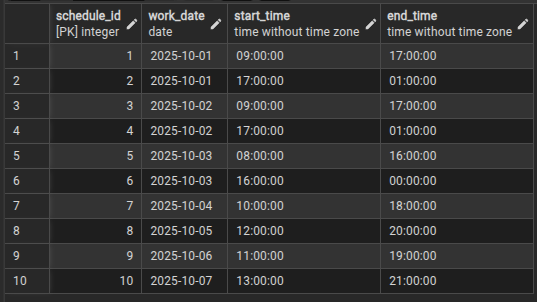 schedule_id work_date start_time end_time
[PK] integer date time without time zone time without time zone
1 1 2025-10-01 09:00:00 17:00:00
2 2 2025-10-01 17:00:00 01:00:00
3 3 2025-10-02 09:00:00 17:00:00
4 4 2025-10-02 17:00:00 01:00:00
5 5 2025-10-03 08:00:00 16:00:00
6 6 2025-10-03 16:00:00 00:00:00
7 7 2025-10-04 10:00:00 18:00:00
8 8 2025-10-05 12:00:00 20:00:00
9 9 2025-10-06 11:00:00 19:00:00
10 10 2025-10-07 13:00:00 21:00:00